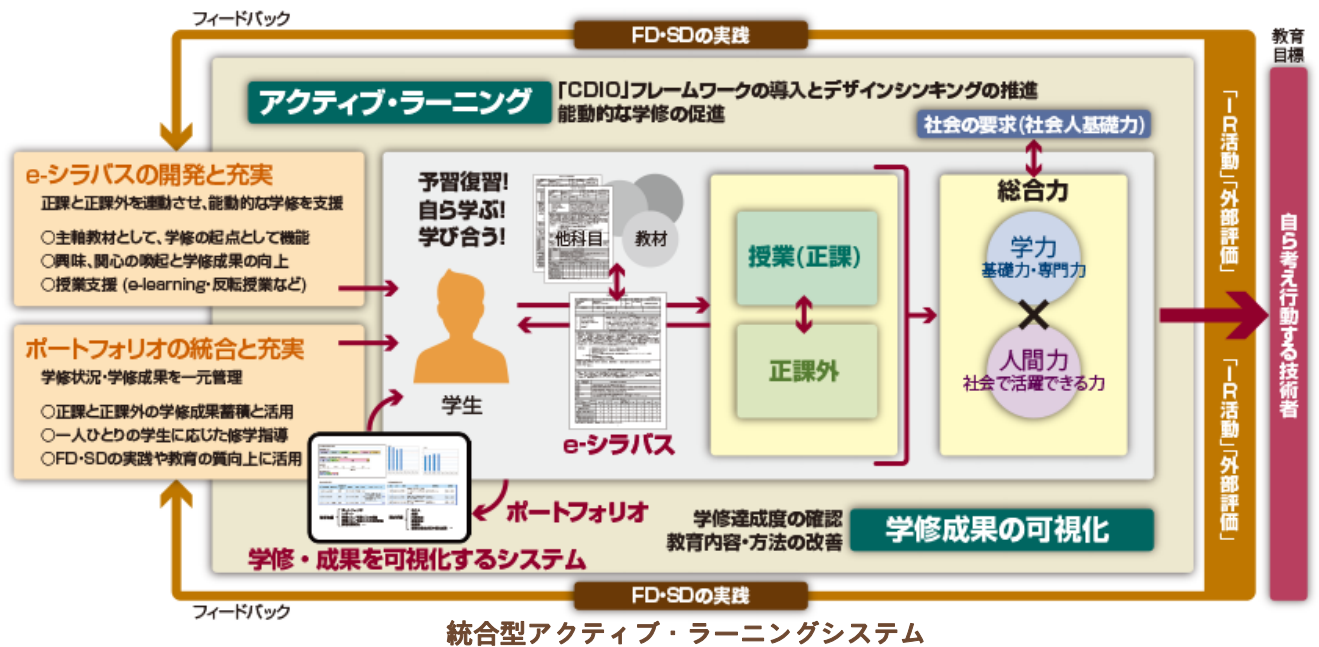 フィードバック
FD・SDの実践
教育
目標
アクティブ・ラーニング
「CDIO」フレームワークの導入とデザインシンキングの推進
能動的な学修の促進
社会の要求(社会人基礎力)
e-シラバスの開発と充実
正課と正課外を連動させ、能動的な学修を支援
○主軸教材として、学修の起点として機能
○興味、関心の喚起と学修成果の向上
○授業支援 (e-learning・反転授業など)
ポートフォリオの統合と充実
学修状況・学修成果を一元管理
○正課と正課外の学修成果蓄積と活用
○一人ひとりの学生に応じた修学指導
○FD・SDの実践や教育の質向上に活用
予習復習!
自ら学ぶ!
学び合う!
学生
他科目
教材
e-シラバス
授業(正課)
正課外
総合力
学力
基礎力・専門力
人間力
社会で活躍できる力
「IR活動」「外部評価」
「IR活動」「外部評価」
自ら考え行動する技術者
ポートフォリオ
学修・成果を可視化するシステム
学修達成度の確認
教育内容・方法の改善
学修成果の可視化
FD・SDの実践
フィードバック
統合型アクティブ・ラーニングシステム